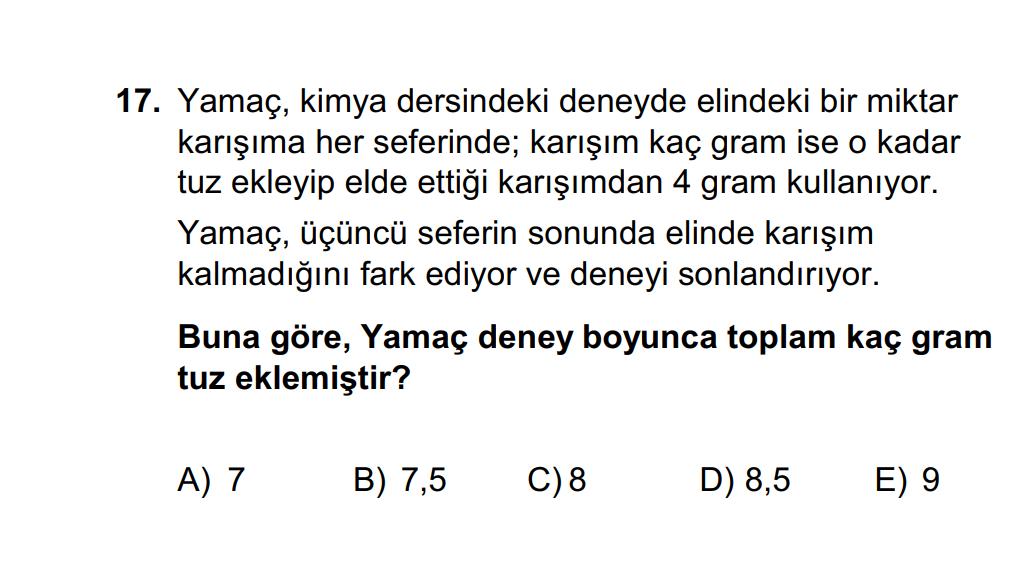 17. Yamaç, kimya dersindeki deneyde elindeki bir miktar
karışıma her seferinde; karışım kaç gram ise o kadar
tuz ekleyip elde ettiği karışımdan 4 gram kullanıyor.
Yamaç, üçüncü seferin sonunda elinde karışım
kalmadığını fark ediyor ve deneyi sonlandırıyor.
Buna göre, Yamaç deney boyunca toplam kaç gram
tuz eklemiştir?
A) 7 B) 7,5 C) 8 D) 8,5 E) 9